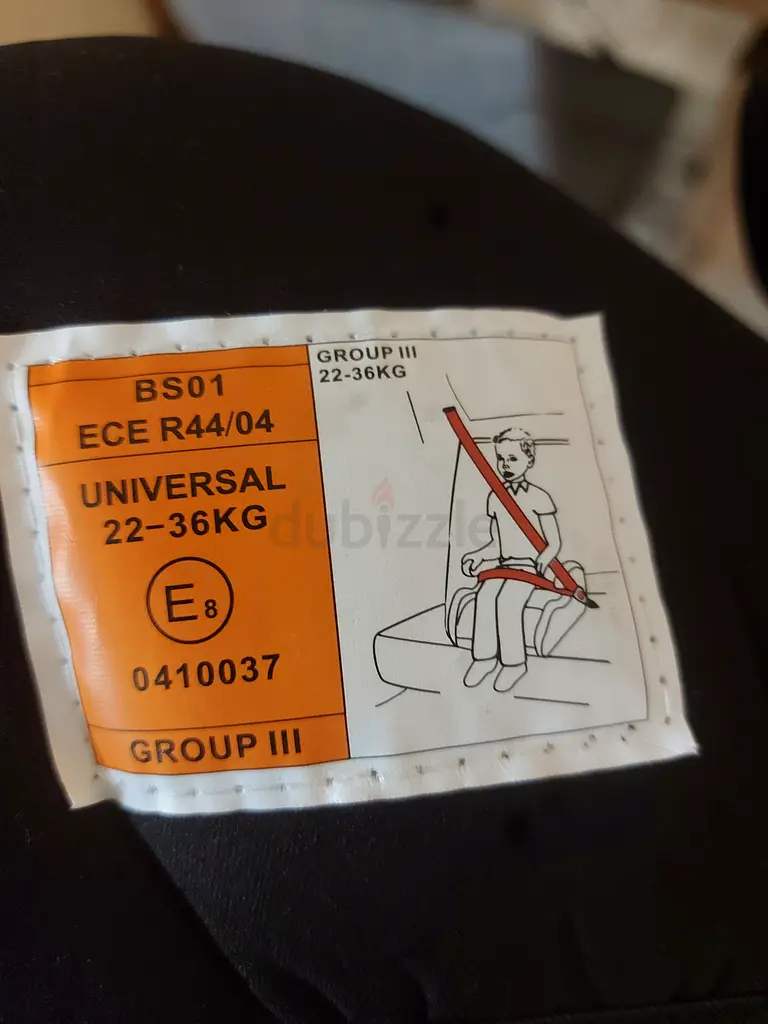 BS01
ECE R44/04
UNIVERSAL
22-36KG
E8
0410037
GROUP III
GROUP III
22-36KG
dubizzle